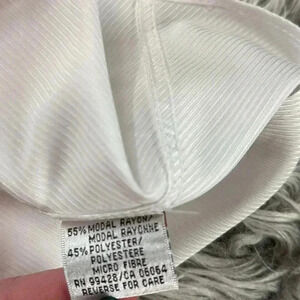 55% MODAL RAYON/
MODAL RAYONNE
45% POLYESTER/
POLYESTERE
MICRO FIBRE
RN 99428/CA 06064
REVERSE FOR CARE